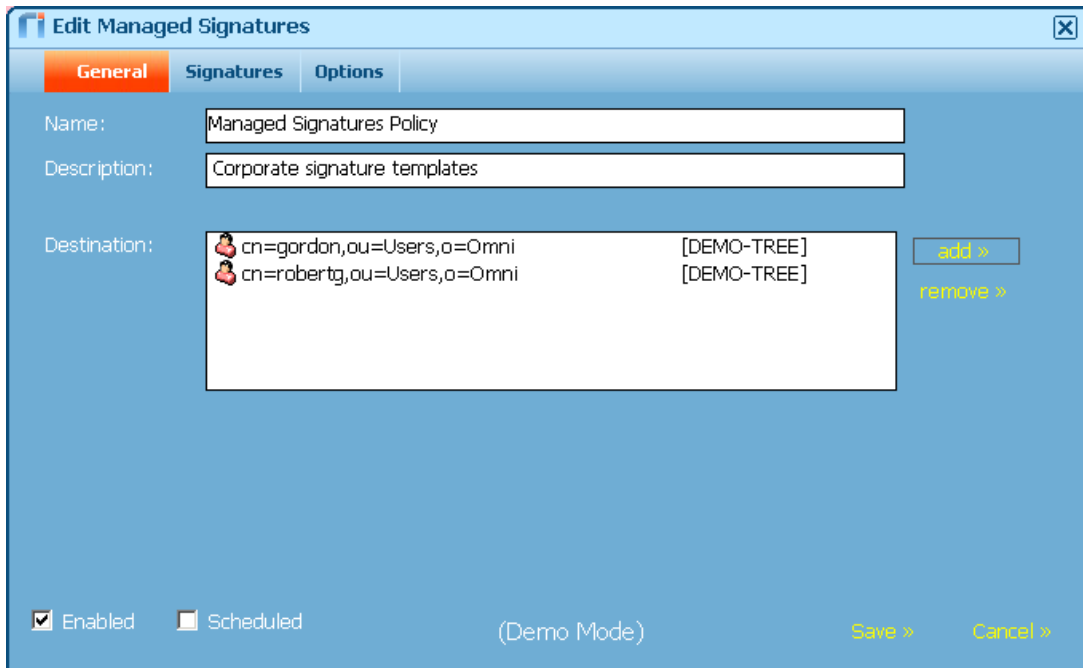 Edit Managed Signatures
General Signatures Options
Name: Managed Signatures Policy
Description: Corporate signature templates
Destination: cn=gordon,ou=Users,o=Omni [DEMO-TREE] add »
cn=robertg,ou=Users,o=Omni [DEMO-TREE]
remove »
Enabled Scheduled (Demo Mode) Save » Cancel »